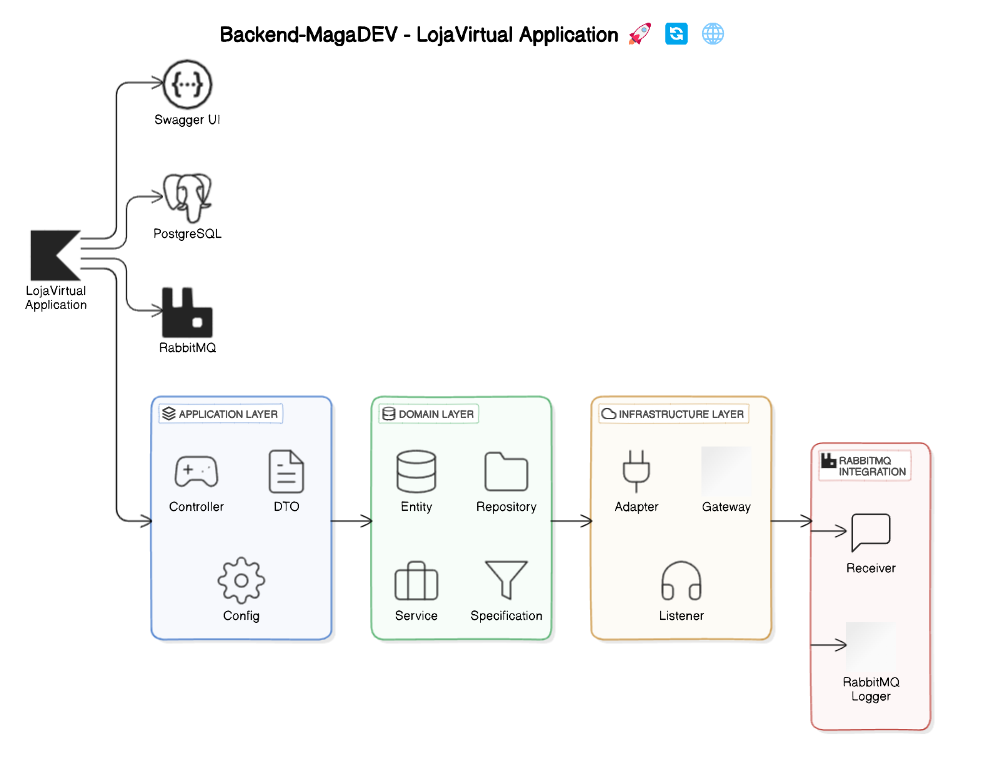 Backend-MagaDEV - LojaVirtual Application
Swagger UI
PostgreSQL
LojaVirtual
Application
RabbitMQ
APPLICATION LAYER
Controller
DTO
Config
DOMAIN LAYER
Entity
Repository
Service
Specification
INFRASTRUCTURE LAYER
Adapter
Gateway
Listener
RABBITMQ
INTEGRATION
Receiver
RabbitMQ
Logger